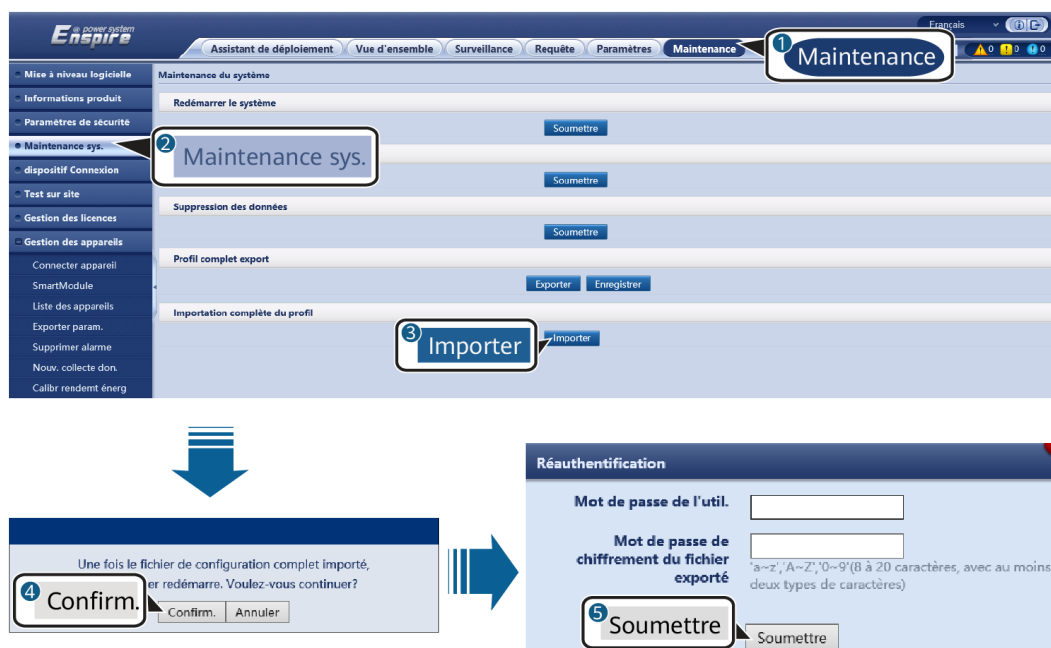 @ power system
Enspire
Français
Assistant de déploiement
Vue d'ensemble
Surveillance
Requête
Paramètres
Maintenance
1
Maintenance
0
0
0
Mise à niveau logicielle
Informations produit
Paramètres de sécurité
Maintenance sys.
dispositif Connexion
Test sur site
Gestion des licences
Gestion des appareils
Connecter appareil
SmartModule
Liste des appareils
Exporter param.
Supprimer alarme
Nouv. collecte don.
Calibr rendemt énerg
Maintenance du système
Redémarrer le système
Soumettre
2
Maintenance sys.
Soumettre
Suppression des données
Soumettre
Profil complet export
Exporter
Enregistrer
Importation complète du profil
3
Importer
Importer
Une fois le fichier de configuration complet importé,
er redémarre. Voulez-vous continuer?
4
Confirm.
Confirm.
Annuler
Réauthentification
Mot de passe de l'util.
Mot de passe de
chiffrement du fichier
exporté
'a~z','A~Z','0~9'(8 à 20 caractères, avec au moins
deux types de caractères)
5
Soumettre
Soumettre